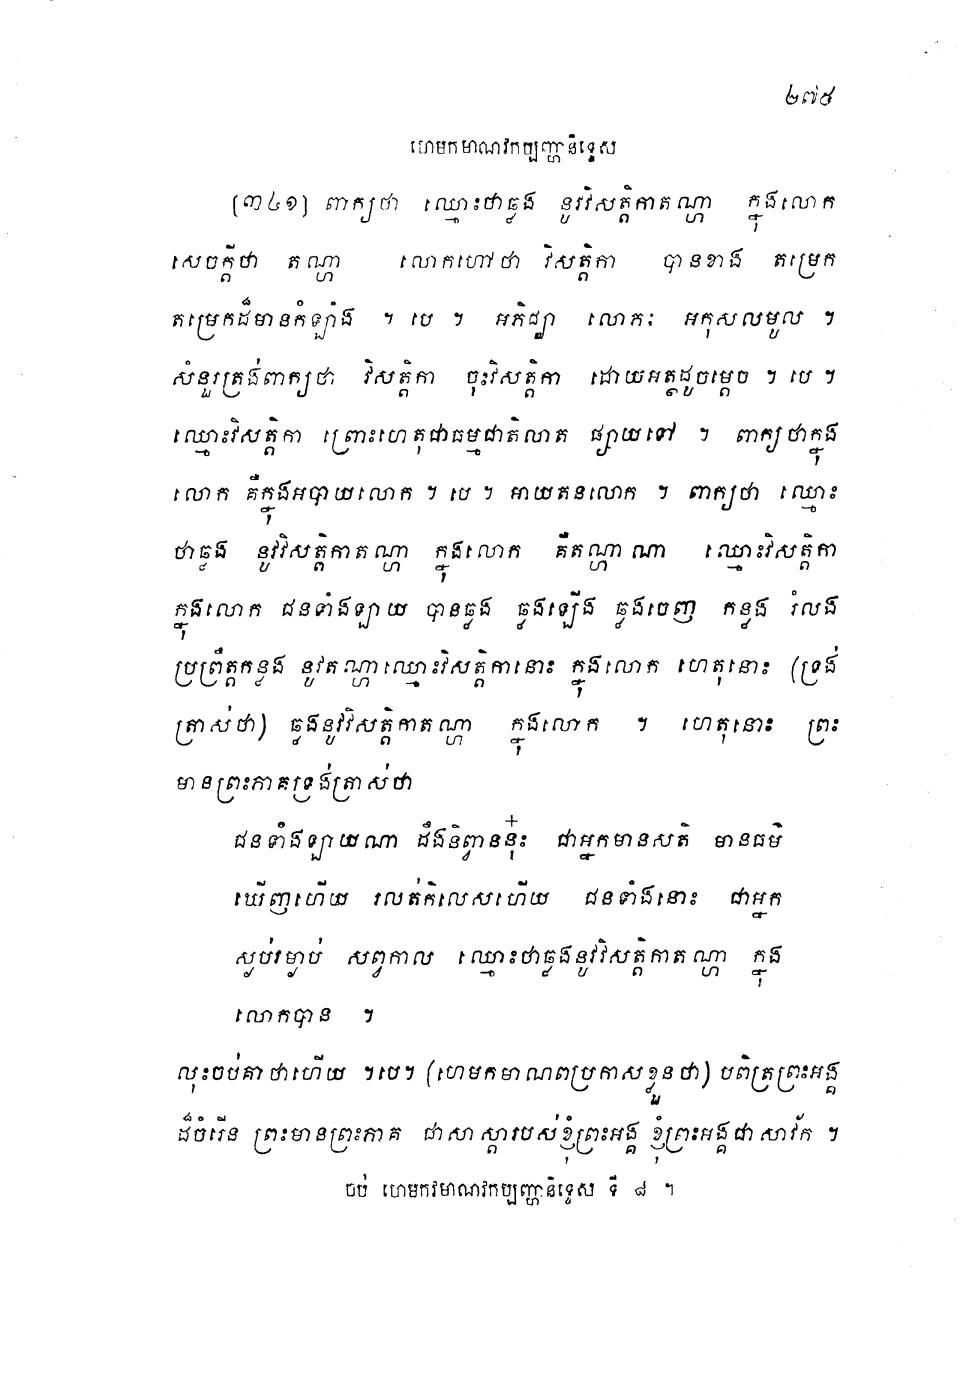 ២៧៥
ហេមកមាណវកប្បញ្ហានិទ្ទេស
(៣៤១) ពាក្យថា ឈ្មោះថាឆ្លង នូវវិសត្តិកាតណ្ហា ក្នុងលោក
សេចក្តីថា តណ្ហា លោកហៅថា វិសត្តិកា បានខាង តម្រេក
តម្រេកដ៏មានកំឡាំង ។ បេ ។ អភិជ្ឈា លោភៈ អកុសលមូល ។
សំនួរត្រង់ពាក្យថា វិសត្តិកា ចុះវិសត្តិកា ដោយអត្ថដូចម្តេច ។ បេ ។
ឈ្មោះវិសត្តិកា ព្រោះហេតុជាធម្មជាតិលាត ផ្សាយទៅ ។ ពាក្យថាក្នុង
លោក គឺក្នុងអបាយលោក ។ បេ ។ អាយតនលោក ។ ពាក្យថា ឈ្មោះ
ថាឆ្លង នូវវិសត្តិកាតណ្ហា ក្នុងលោក គឺតណ្ហាណា ឈ្មោះវិសត្តិកា
ក្នុងលោក ជនទាំងឡាយ បានឆ្លង ឆ្លងឡើង ឆ្លងចេញ កន្លង រំលង
ប្រព្រឹត្តកន្លង នូវតណ្ហាឈ្មោះវិសត្តិកានោះ ក្នុងលោក ហេតុនោះ (ទ្រង់
ត្រាស់ថា) ឆ្លងនូវវិសត្តិកាតណ្ហា ក្នុងលោក ។ ហេតុនោះ ព្រះ
មានព្រះភាគទ្រង់ត្រាស់ថា
ជនទាំងឡាយណា ដឹងនិព្វាននុ៎ះ ជាអ្នកមានសតិ មានធម៌
ឃើញហើយ រលត់កិលេសហើយ ជនទាំងនោះ ជាអ្នក
ស្ងប់រម្ងាប់ សព្វកាល ឈ្មោះថាឆ្លងនូវវិសត្តិកាតណ្ហា ក្នុង
លោកបាន ។
លុះចប់គាថាហើយ ។បេ។ (ហេមកមាណពប្រកាសខ្លួនថា) បពិត្រព្រះអង្គ
ដ៏ចំរើន ព្រះមានព្រះភាគ ជាសាស្តារបស់ខ្ញុំព្រះអង្គ ខ្ញុំព្រះអង្គជាសាវ័ក ។
ចប់ ហេមកវមាណវកប្បញ្ហានិទ្ទេស ទី ៨ ។